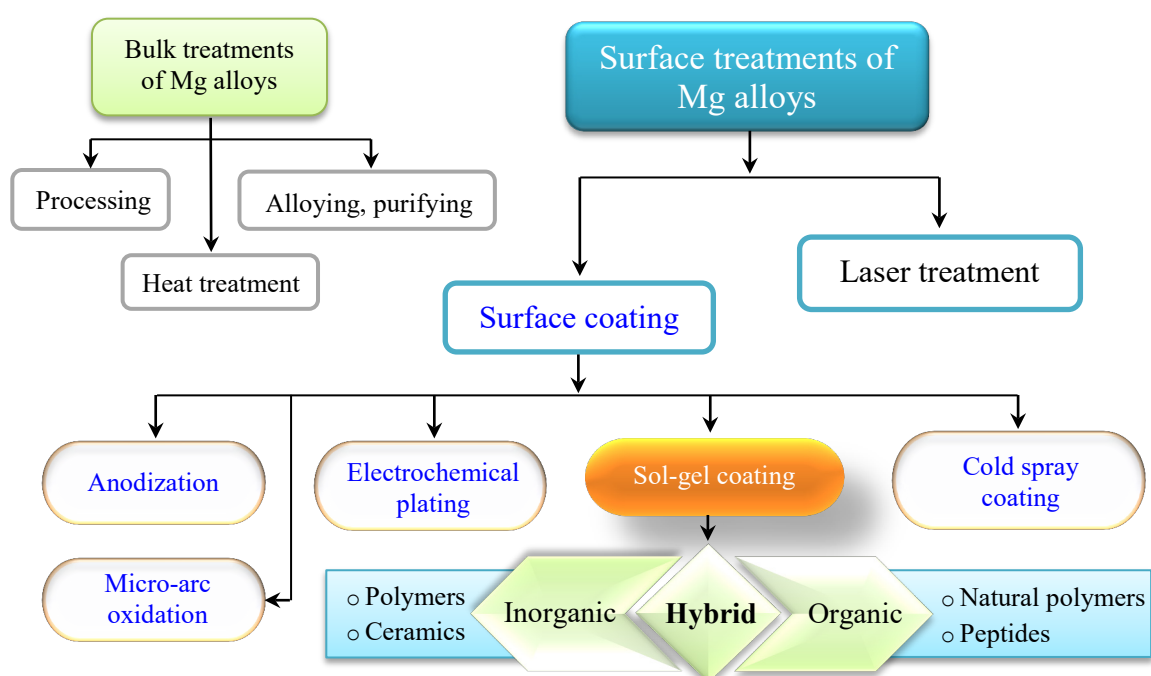 Bulk treatments
of Mg alloys
Surface treatments of
Mg alloys
Processing
Alloying, purifying
Heat treatment
Laser treatment
Surface coating
Anodization
Electrochemical
plating
Sol-gel coating
Cold spray
coating
Micro-arc
oxidation
o Polymers
o Ceramics
Inorganic
Hybrid
Organic
o Natural polymers
o Peptides